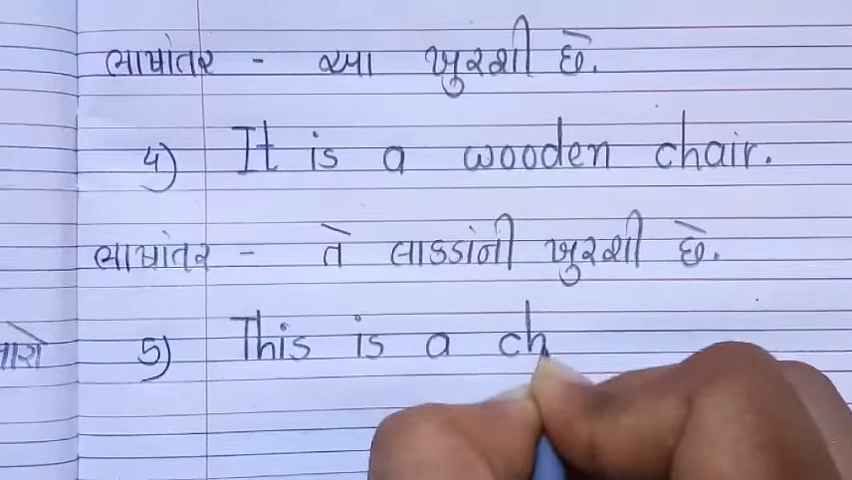 ભાષાંતર - આ ખુરશી છે.
4) It is a wooden chair.
ભાષાંતર - તે લાકડાંની ખુરશી છે.
5) This is a ch